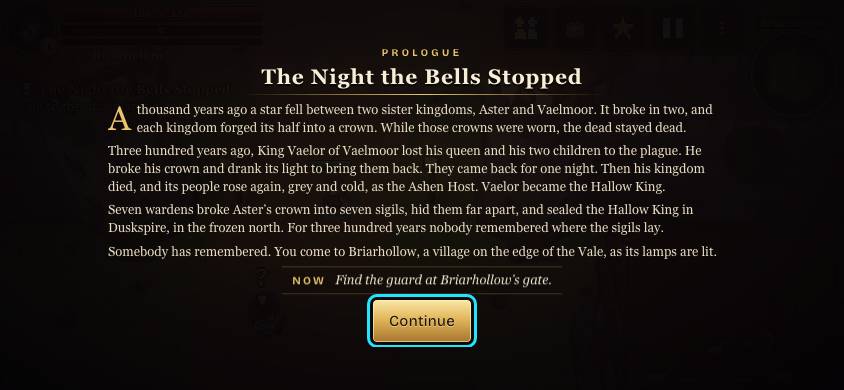 PROLOGUE
The Night the Bells Stopped
A thousand years ago a star fell between two sister kingdoms, Aster and Vaelmoor. It broke in two, and
each kingdom forged its half into a crown. While those crowns were worn, the dead stayed dead.
Three hundred years ago, King Vaelor of Vaelmoor lost his queen and his two children to the plague. He
broke his crown and drank its light to bring them back. They came back for one night. Then his kingdom
died, and its people rose again, grey and cold, as the Ashen Host. Vaelor became the Hallow King.
Seven wardens broke Aster's crown into seven sigils, hid them far apart, and sealed the Hallow King in
Duskspire, in the frozen north. For three hundred years nobody remembered where the sigils lay.
Somebody has remembered. You come to Briarhollow, a village on the edge of the Vale, as its lamps are lit.
NOW Find the guard at Briarhollow's gate.
Continue